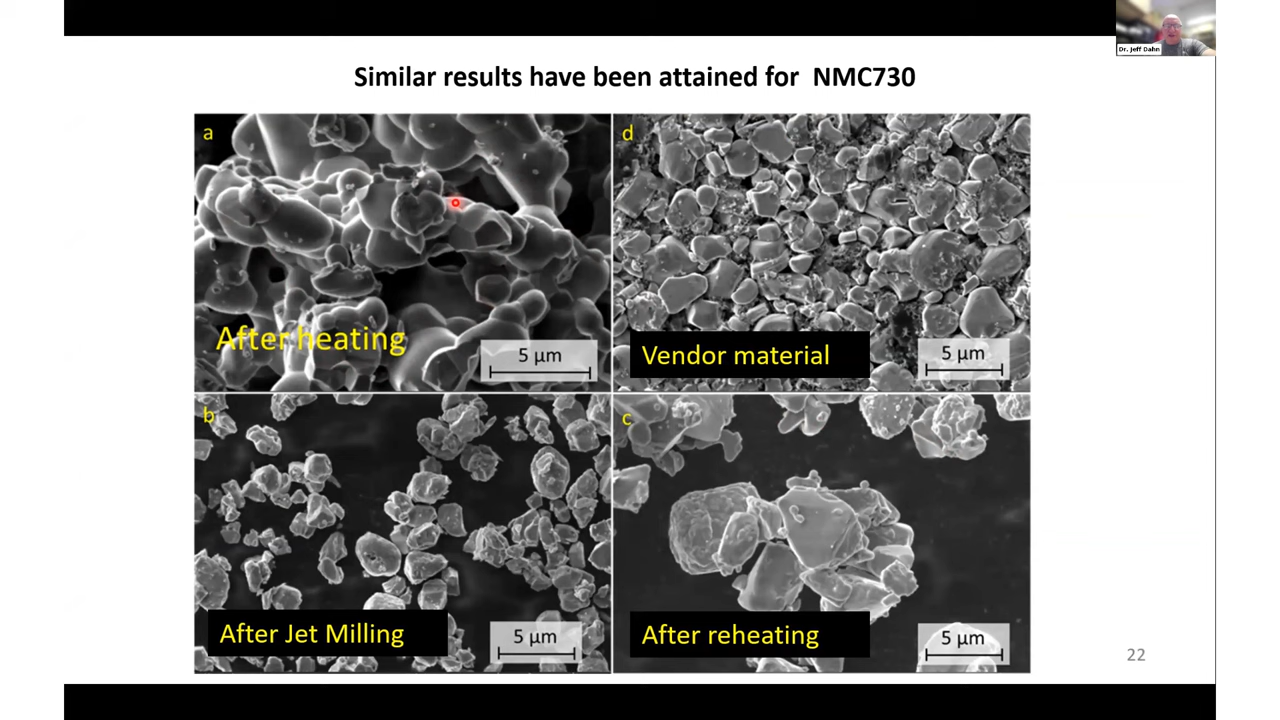 Dr. Jeff Dahn
Similar results have been attained for NMC730
a
After heating
5 µm
d
Vendor material
5 µm
b
After Jet Milling
5 µm
c
After reheating
5 µm
22